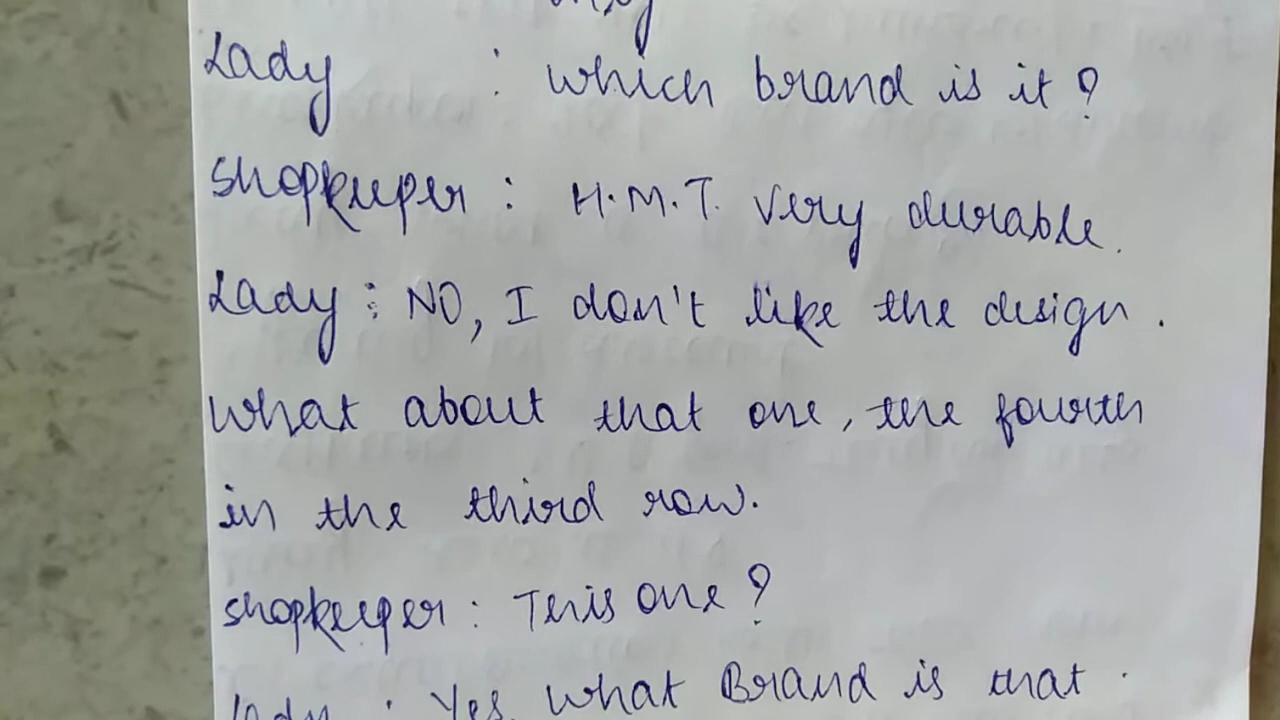 Lady : which brand is it ?
Shopkeeper : H.M.T. Very durable.
Lady : NO, I don't like the design.
What about that one, the fourth
in the third row.
Shopkeeper : This one ?
Lady : Yes, what Brand is that.